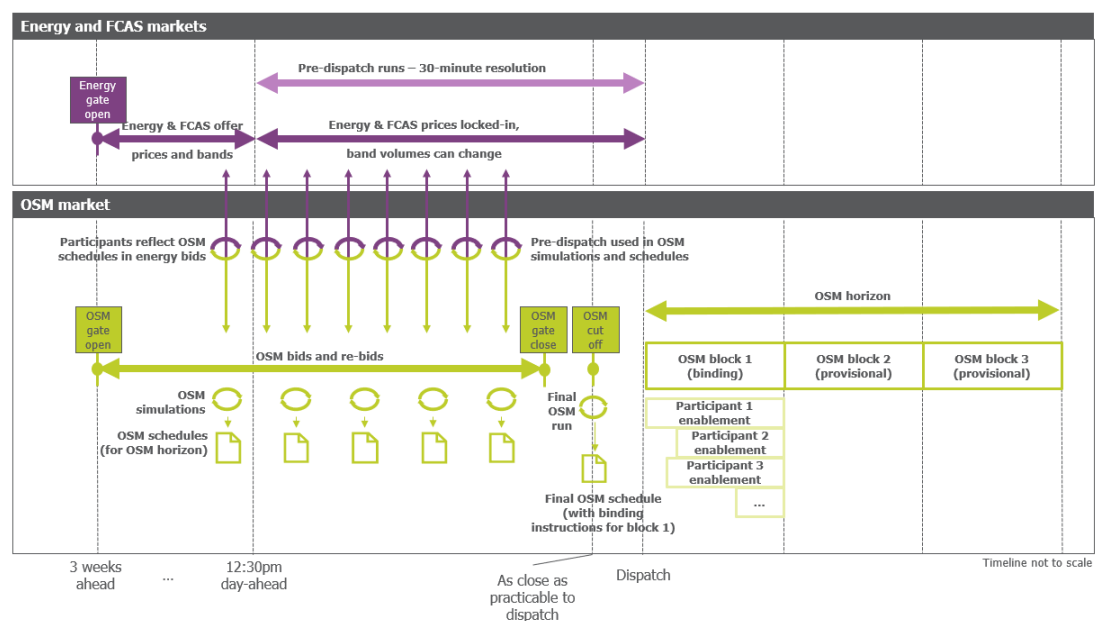 Energy and FCAS markets
Pre-dispatch runs – 30-minute resolution
Energy
gate
open
Energy & FCAS offer
prices and bands
Energy & FCAS prices locked-in,
band volumes can change
OSM market
Participants reflect OSM
schedules in energy bids
Pre-dispatch used in OSM
simulations and schedules
OSM
gate
open
OSM bids and re-bids
OSM
gate
close
OSM
cut
off
OSM horizon
OSM block 1
(binding)
OSM block 2
(provisional)
OSM block 3
(provisional)
OSM
simulations
OSM schedules
(for OSM horizon)
Final
OSM
run
Final OSM schedule
(with binding
instructions for block 1)
Participant 1
enablement
Participant 2
enablement
Participant 3
enablement
...
Timeline not to scale
3 weeks
ahead
...
12:30pm
day-ahead
As close as
practicable to
dispatch
Dispatch